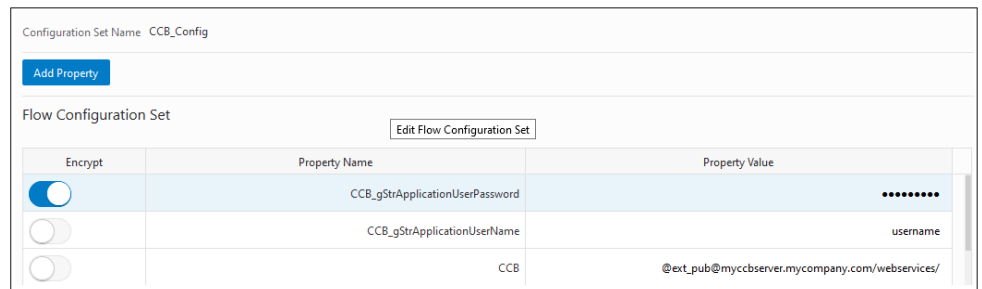 Configuration Set Name CCB_Config
Add Property
Flow Configuration Set
Edit Flow Configuration Set
Encrypt Property Name Property Value
CCB_gStrApplicationUserPassword •••••••••
CCB_gStrApplicationUserName username
CCB @ext_pub@myccbserver.mycompany.com/webservices/